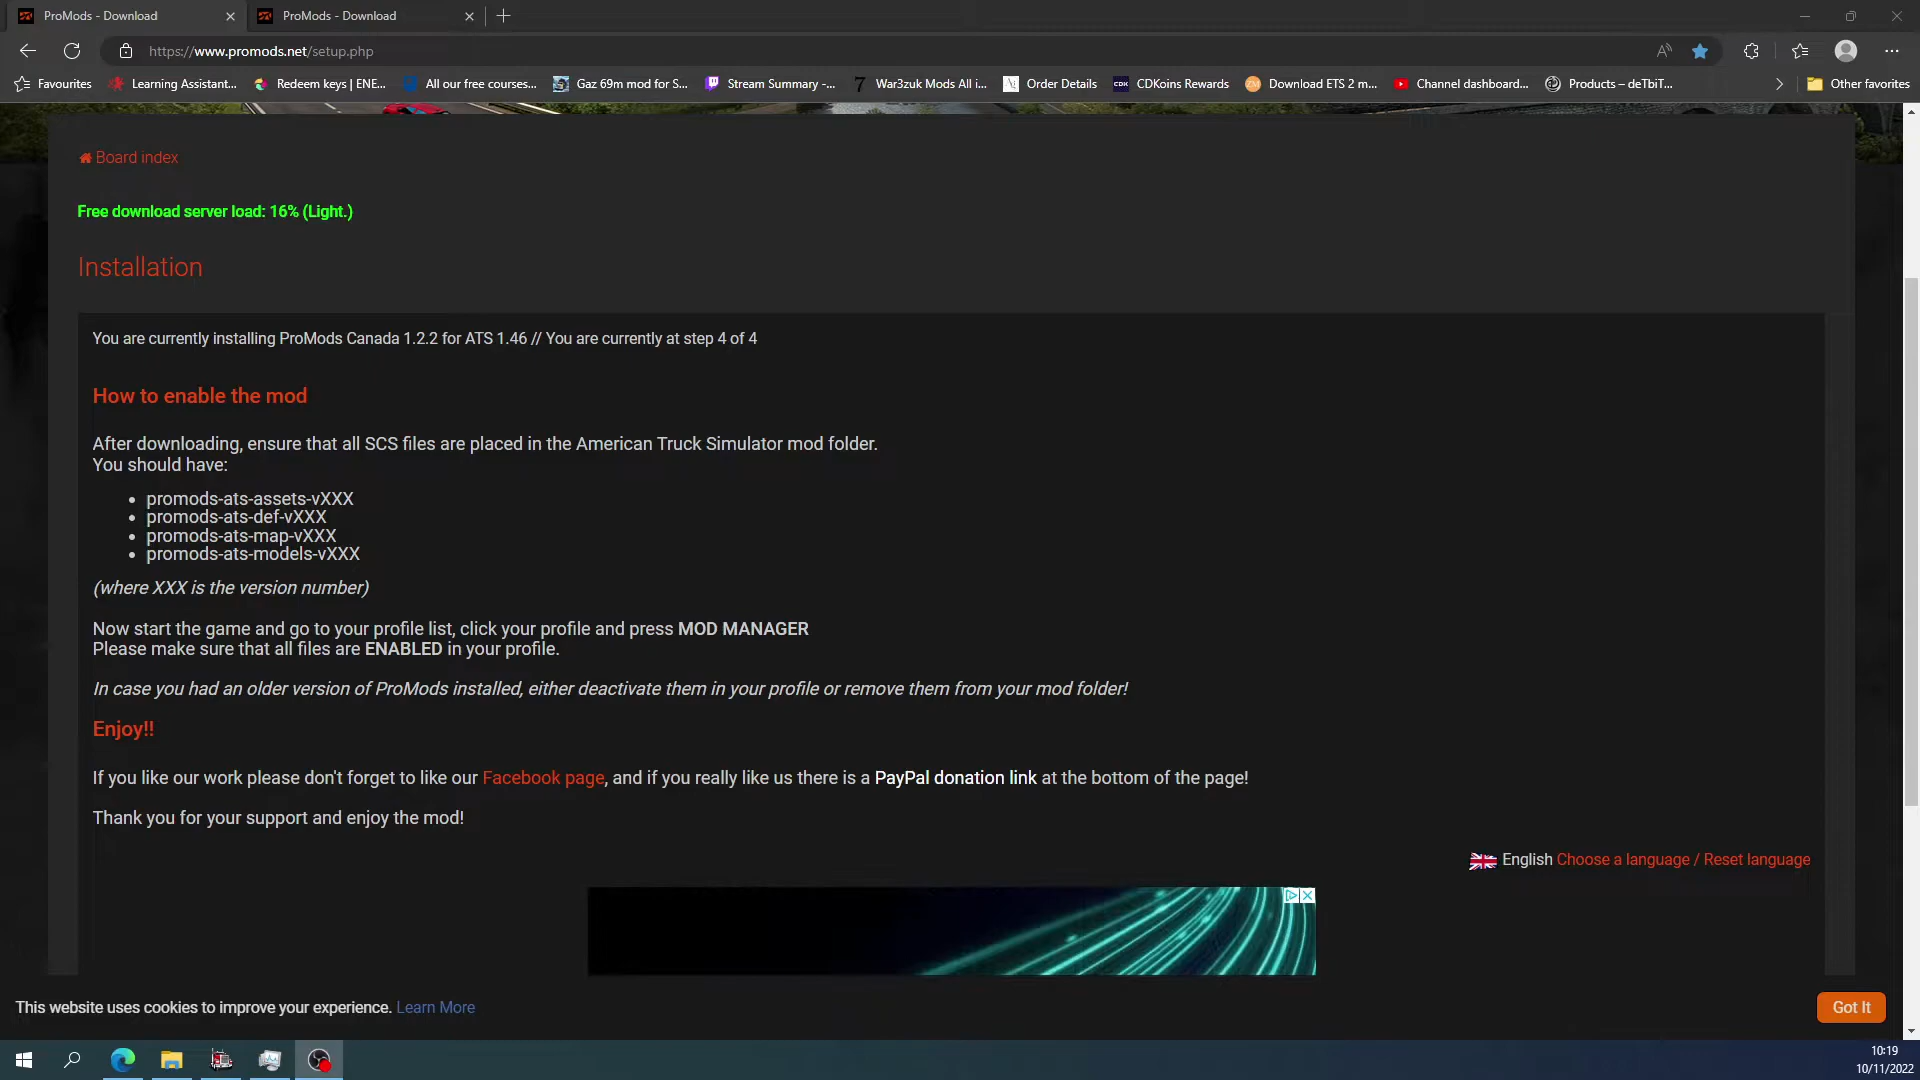 ProMods - Download
ProMods - Download
https://www.promods.net/setup.php
Favourites
Learning Assistant...
Redeem keys | ENE...
All our free courses...
Gaz 69m mod for S...
Stream Summary -...
War3zuk Mods All i...
Order Details
CDKoins Rewards
Download ETS 2 m...
Channel dashboard...
Products – deTbiT...
Other favorites
Board index
Free download server load: 16% (Light.)
Installation
You are currently installing ProMods Canada 1.2.2 for ATS 1.46 // You are currently at step 4 of 4
How to enable the mod
After downloading, ensure that all SCS files are placed in the American Truck Simulator mod folder.
You should have:
• promods-ats-assets-vXXX
• promods-ats-def-vXXX
• promods-ats-map-vXXX
• promods-ats-models-vXXX
(where XXX is the version number)
Now start the game and go to your profile list, click your profile and press MOD MANAGER
Please make sure that all files are ENABLED in your profile.
In case you had an older version of ProMods installed, either deactivate them in your profile or remove them from your mod folder!
Enjoy!!
If you like our work please don't forget to like our Facebook page, and if you really like us there is a PayPal donation link at the bottom of the page!
Thank you for your support and enjoy the mod!
English Choose a language / Reset language
This website uses cookies to improve your experience. Learn More
Got It
10:19
10/11/2022